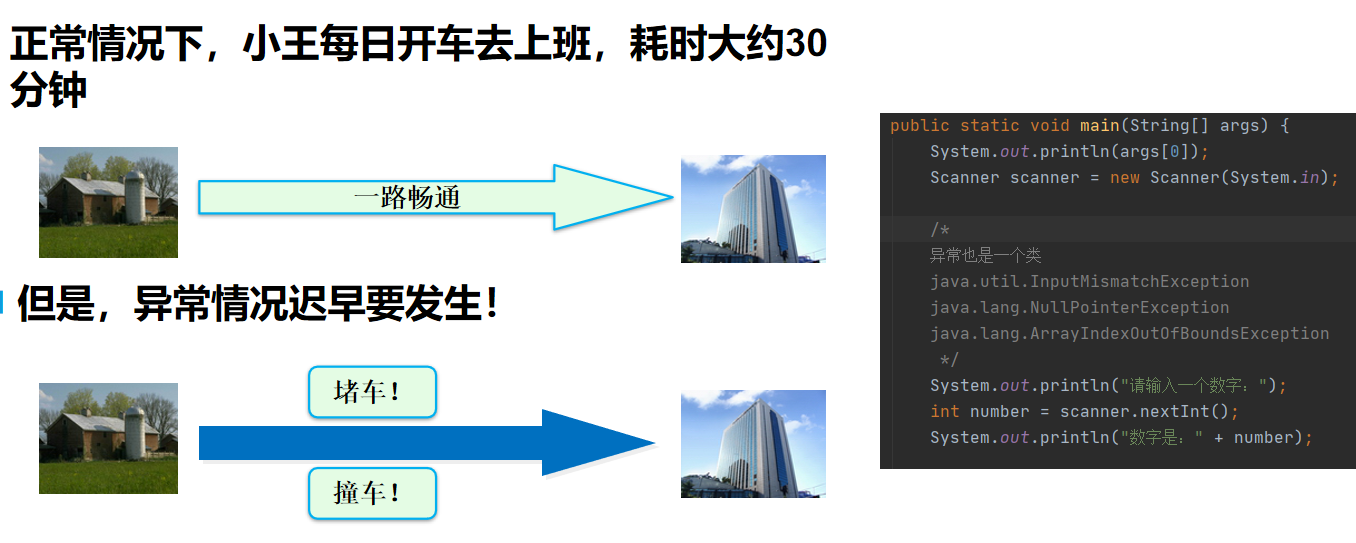 正常情况下，小王每日开车去上班，耗时大约30
分钟
一路畅通
但是，异常情况迟早要发生！
堵车！
撞车！
public static void main(String[] args) {
System.out.println(args[0]);
Scanner scanner = new Scanner(System.in);
/*
异常也是一个类
java.util.InputMismatchException
java.lang.NullPointerException
java.lang.ArrayIndexOutOfBoundsException
*/
System.out.println("请输入一个数字：");
int number = scanner.nextInt();
System.out.println("数字是：" + number);